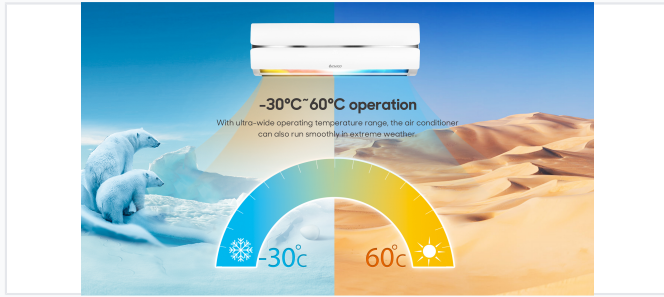 -30°C~60°C operation
With ultra-wide operating temperature range, the air conditioner
can also run smoothly in extreme weather.
-30°C
60°C